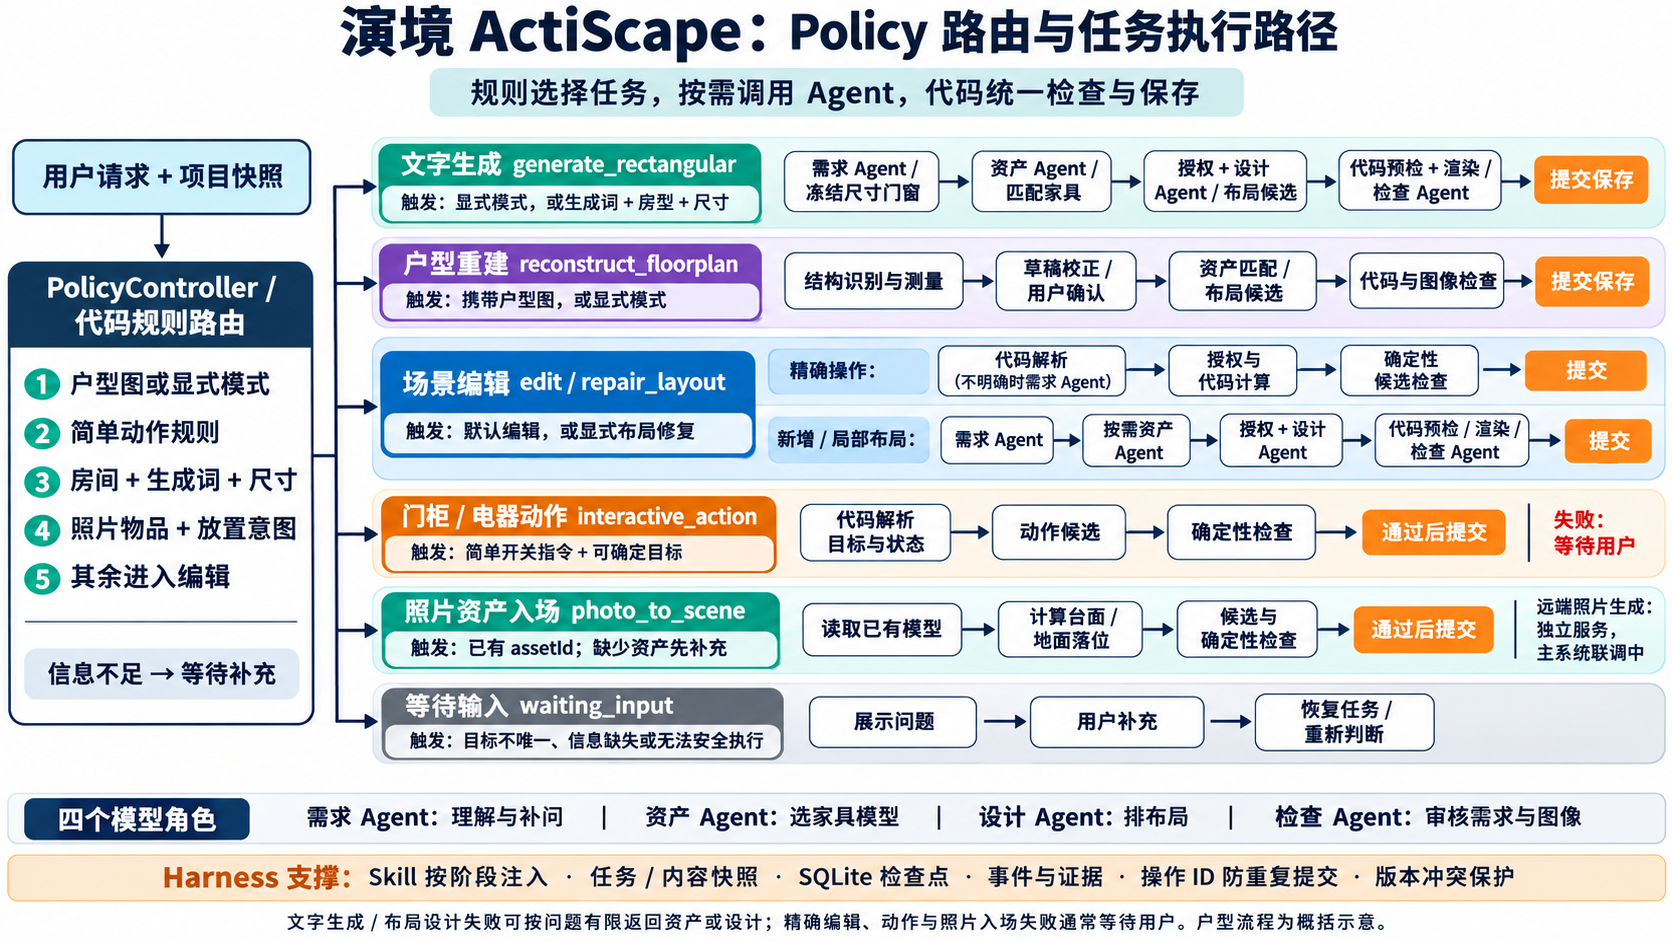 演境 ActiScape：Policy 路由与任务执行路径
规则选择任务，按需调用 Agent，代码统一检查与保存
用户请求 + 项目快照
PolicyController /
代码规则路由
1 户型图或显式模式
2 简单动作规则
3 房间 + 生成词 + 尺寸
4 照片物品 + 放置意图
5 其余进入编辑
信息不足 → 等待补充
文字生成 generate_rectangular
触发：显式模式，或生成词 + 房型 + 尺寸
需求 Agent /
冻结尺寸门窗
资产 Agent /
匹配家具
授权 + 设计
Agent / 布局候选
代码预检 + 渲染 /
检查 Agent
提交保存
户型重建 reconstruct_floorplan
触发：携带户型图，或显式模式
结构识别与测量
草稿校正 /
用户确认
资产匹配 /
布局候选
代码与图像检查
提交保存
场景编辑 edit / repair_layout
触发：默认编辑，或显式布局修复
精确操作：
代码解析
（不明确时需求 Agent）
授权与
代码计算
确定性
候选检查
提交
新增 / 局部布局：
需求 Agent
按需资产
Agent
授权 + 设计
Agent
代码预检 / 渲染 /
检查 Agent
提交
门柜 / 电器动作 interactive_action
触发：简单开关指令 + 可确定目标
代码解析
目标与状态
动作候选
确定性检查
通过后提交
失败：
等待用户
照片资产入场 photo_to_scene
触发：已有 assetId；缺少资产先补充
读取已有模型
计算台面 /
地面落位
候选与
确定性检查
通过后提交
远端照片生成：
独立服务，
主系统联调中
等待输入 waiting_input
触发：目标不唯一、信息缺失或无法安全执行
展示问题
用户补充
恢复任务 /
重新判断
四个模型角色
需求 Agent：理解与补问 | 资产 Agent：选家具模型 | 设计 Agent：排布局 | 检查 Agent：审核需求与图像
Harness 支撑：Skill 按阶段注入 · 任务 / 内容快照 · SQLite 检查点 · 事件与证据 · 操作 ID 防重复提交 · 版本冲突保护
文字生成 / 布局设计失败可按问题有限返回资产或设计；精确编辑、动作与照片入场失败通常等待用户。户型流程为概括示意。